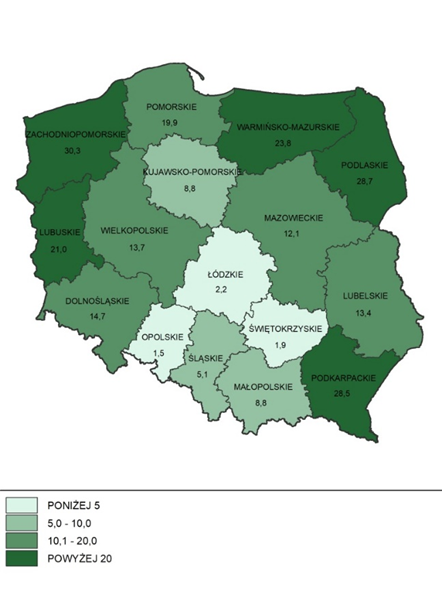 POMORSKIE
19,9
ZACHODNIOPOMORSKIE
30,3
WARMIŃSKO-MAZURSKIE
23,8
PODLASKIE
28,7
KUJAWSKO-POMORSKIE
8,8
LUBUSKIE
21,0
WIELKOPOLSKIE
13,7
MAZOWIECKIE
12,1
ŁÓDZKIE
2,2
DOLNOŚLĄSKIE
14,7
LUBELSKIE
13,4
OPOLSKIE
1,5
ŚWIĘTOKRZYSKIE
1,9
ŚLĄSKIE
5,1
MAŁOPOLSKIE
8,8
PODKARPACKIE
28,5
PONIŻEJ 5
5,0 - 10,0
10,1 - 20,0
POWYŻEJ 20